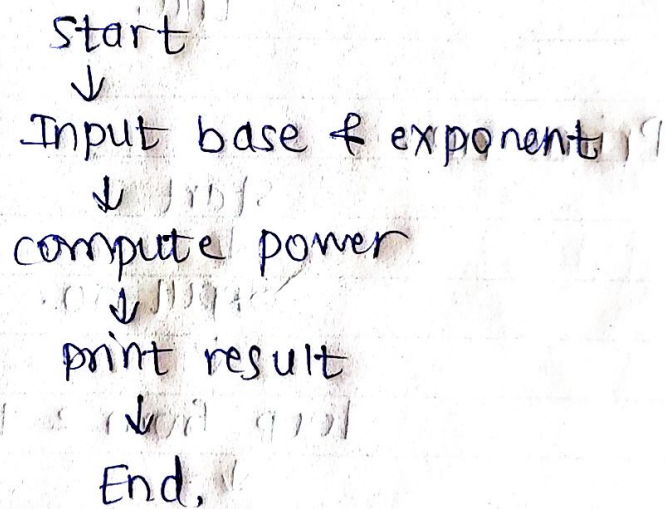 Start
↓
Input base & exponent
↓
compute power
↓
print result
↓
End.